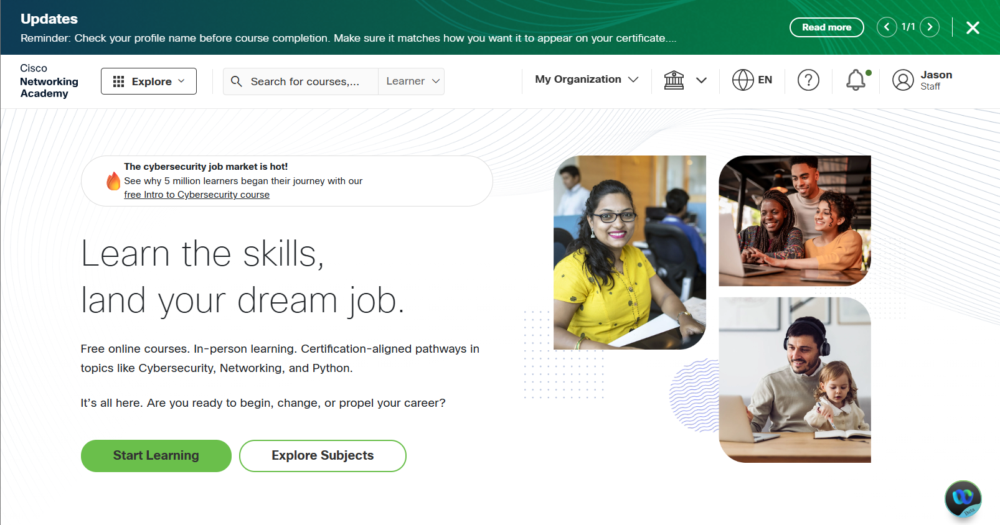 Updates
Reminder: Check your profile name before course completion. Make sure it matches how you want it to appear on your certificate....
Read more
1/1
Cisco
Networking
Academy
Explore
Search for courses,...
Learner
My Organization
EN
Jason
Staff
The cybersecurity job market is hot!
See why 5 million learners began their journey with our
free Intro to Cybersecurity course
Learn the skills,
land your dream job.
Free online courses. In-person learning. Certification-aligned pathways in
topics like Cybersecurity, Networking, and Python.
It's all here. Are you ready to begin, change, or propel your career?
Start Learning
Explore Subjects
Beta